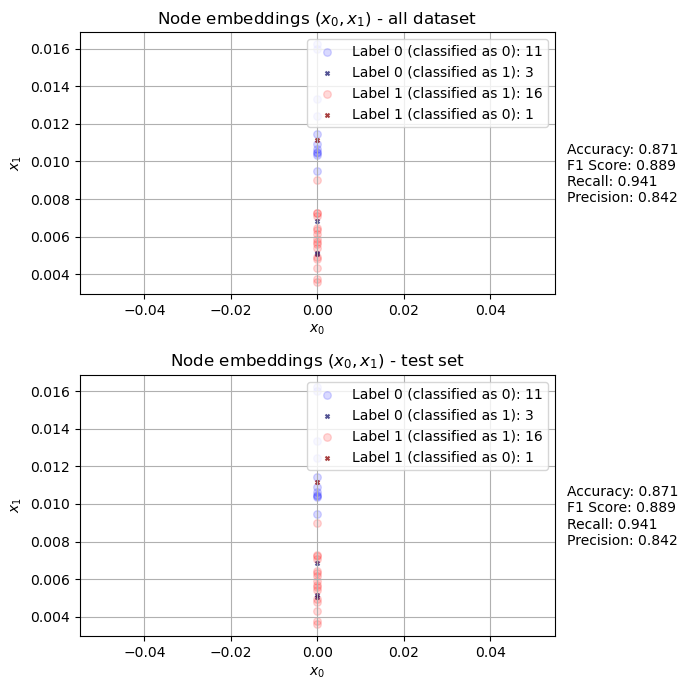 Node embeddings (x₀, x₁) - all dataset
0.016
0.014
0.012
0.010
0.008
0.006
0.004
x₁
Label 0 (classified as 0): 11
Label 0 (classified as 1): 3
Label 1 (classified as 1): 16
Label 1 (classified as 0): 1
Accuracy: 0.871
F1 Score: 0.889
Recall: 0.941
Precision: 0.842
−0.04 −0.02 0.00 0.02 0.04
x₀
Node embeddings (x₀, x₁) - test set
0.016
0.014
0.012
0.010
0.008
0.006
0.004
x₁
Label 0 (classified as 0): 11
Label 0 (classified as 1): 3
Label 1 (classified as 1): 16
Label 1 (classified as 0): 1
Accuracy: 0.871
F1 Score: 0.889
Recall: 0.941
Precision: 0.842
−0.04 −0.02 0.00 0.02 0.04
x₀